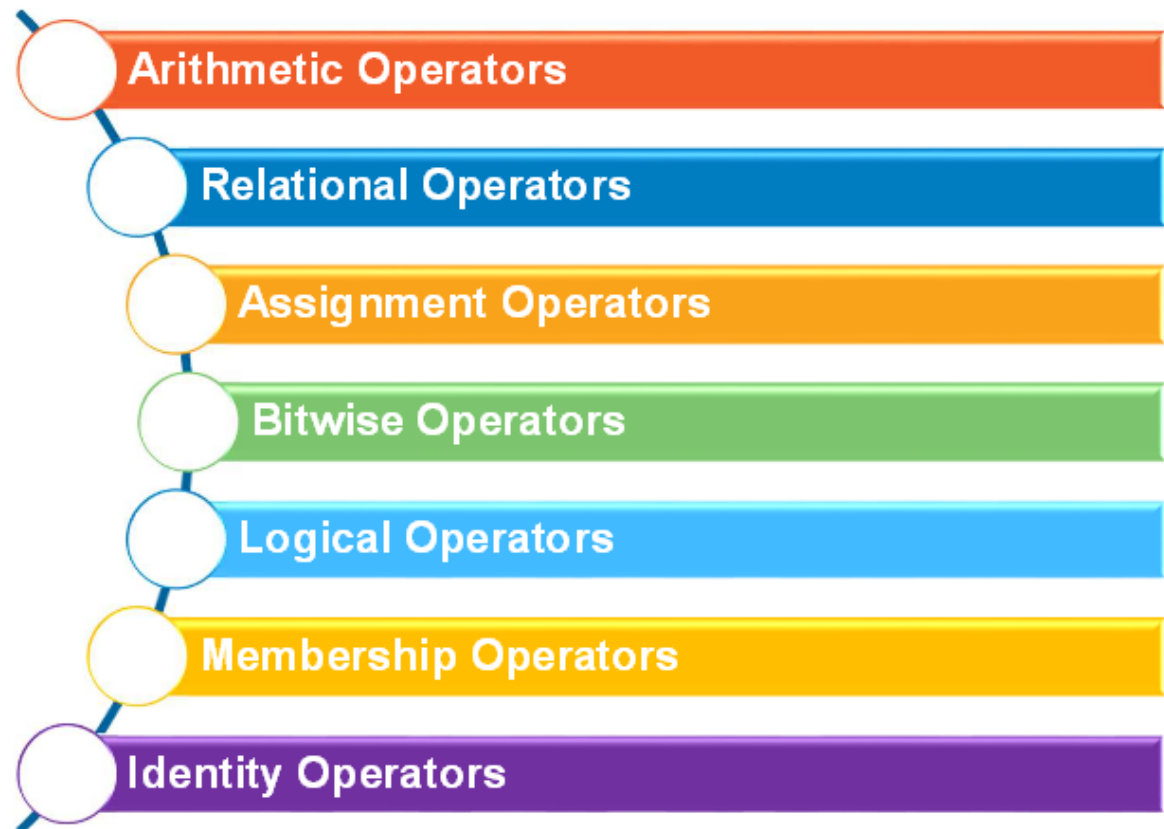 Arithmetic Operators
Relational Operators
Assignment Operators
Bitwise Operators
Logical Operators
Membership Operators
Identity Operators